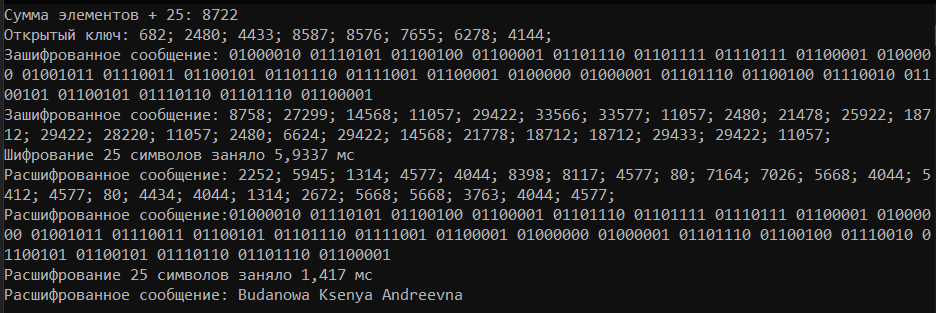 Сумма элементов + 25: 8722
Открытый ключ: 682; 2480; 4433; 8587; 8576; 7655; 6278; 4144;
Зашифрованное сообщение: 01000010 01110101 01100100 01100001 01101110 01101111 01110111 01100001 010000
0 01001011 01110011 01100101 01101110 01111001 01100001 0100000 01000001 01101110 01100100 01110010 011
00101 01100101 01110110 01101110 01100001
Зашифрованное сообщение: 8758; 27299; 14568; 11057; 29422; 33566; 33577; 11057; 2480; 21478; 25922; 187
12; 29422; 28220; 11057; 2480; 6624; 29422; 14568; 21778; 18712; 18712; 29433; 29422; 11057;
Шифрование 25 символов заняло 5,9337 мс
Расшифрованное сообщение: 2252; 5945; 1314; 4577; 4044; 8398; 8117; 4577; 80; 7164; 7026; 5668; 4044; 5
412; 4577; 80; 4434; 4044; 1314; 2672; 5668; 5668; 3763; 4044; 4577;
Расшифрованное сообщение:01000010 01110101 01100100 01100001 01101110 01101111 01110111 01100001 010000
00 01001011 01110011 01100101 01101110 01111001 01100001 01000000 01000001 01101110 01100100 01110010 0
1100101 01100101 01110110 01101110 01100001
Расшифрование 25 символов заняло 1,417 мс
Расшифрованное сообщение: Budanowa Ksenya Andreevna